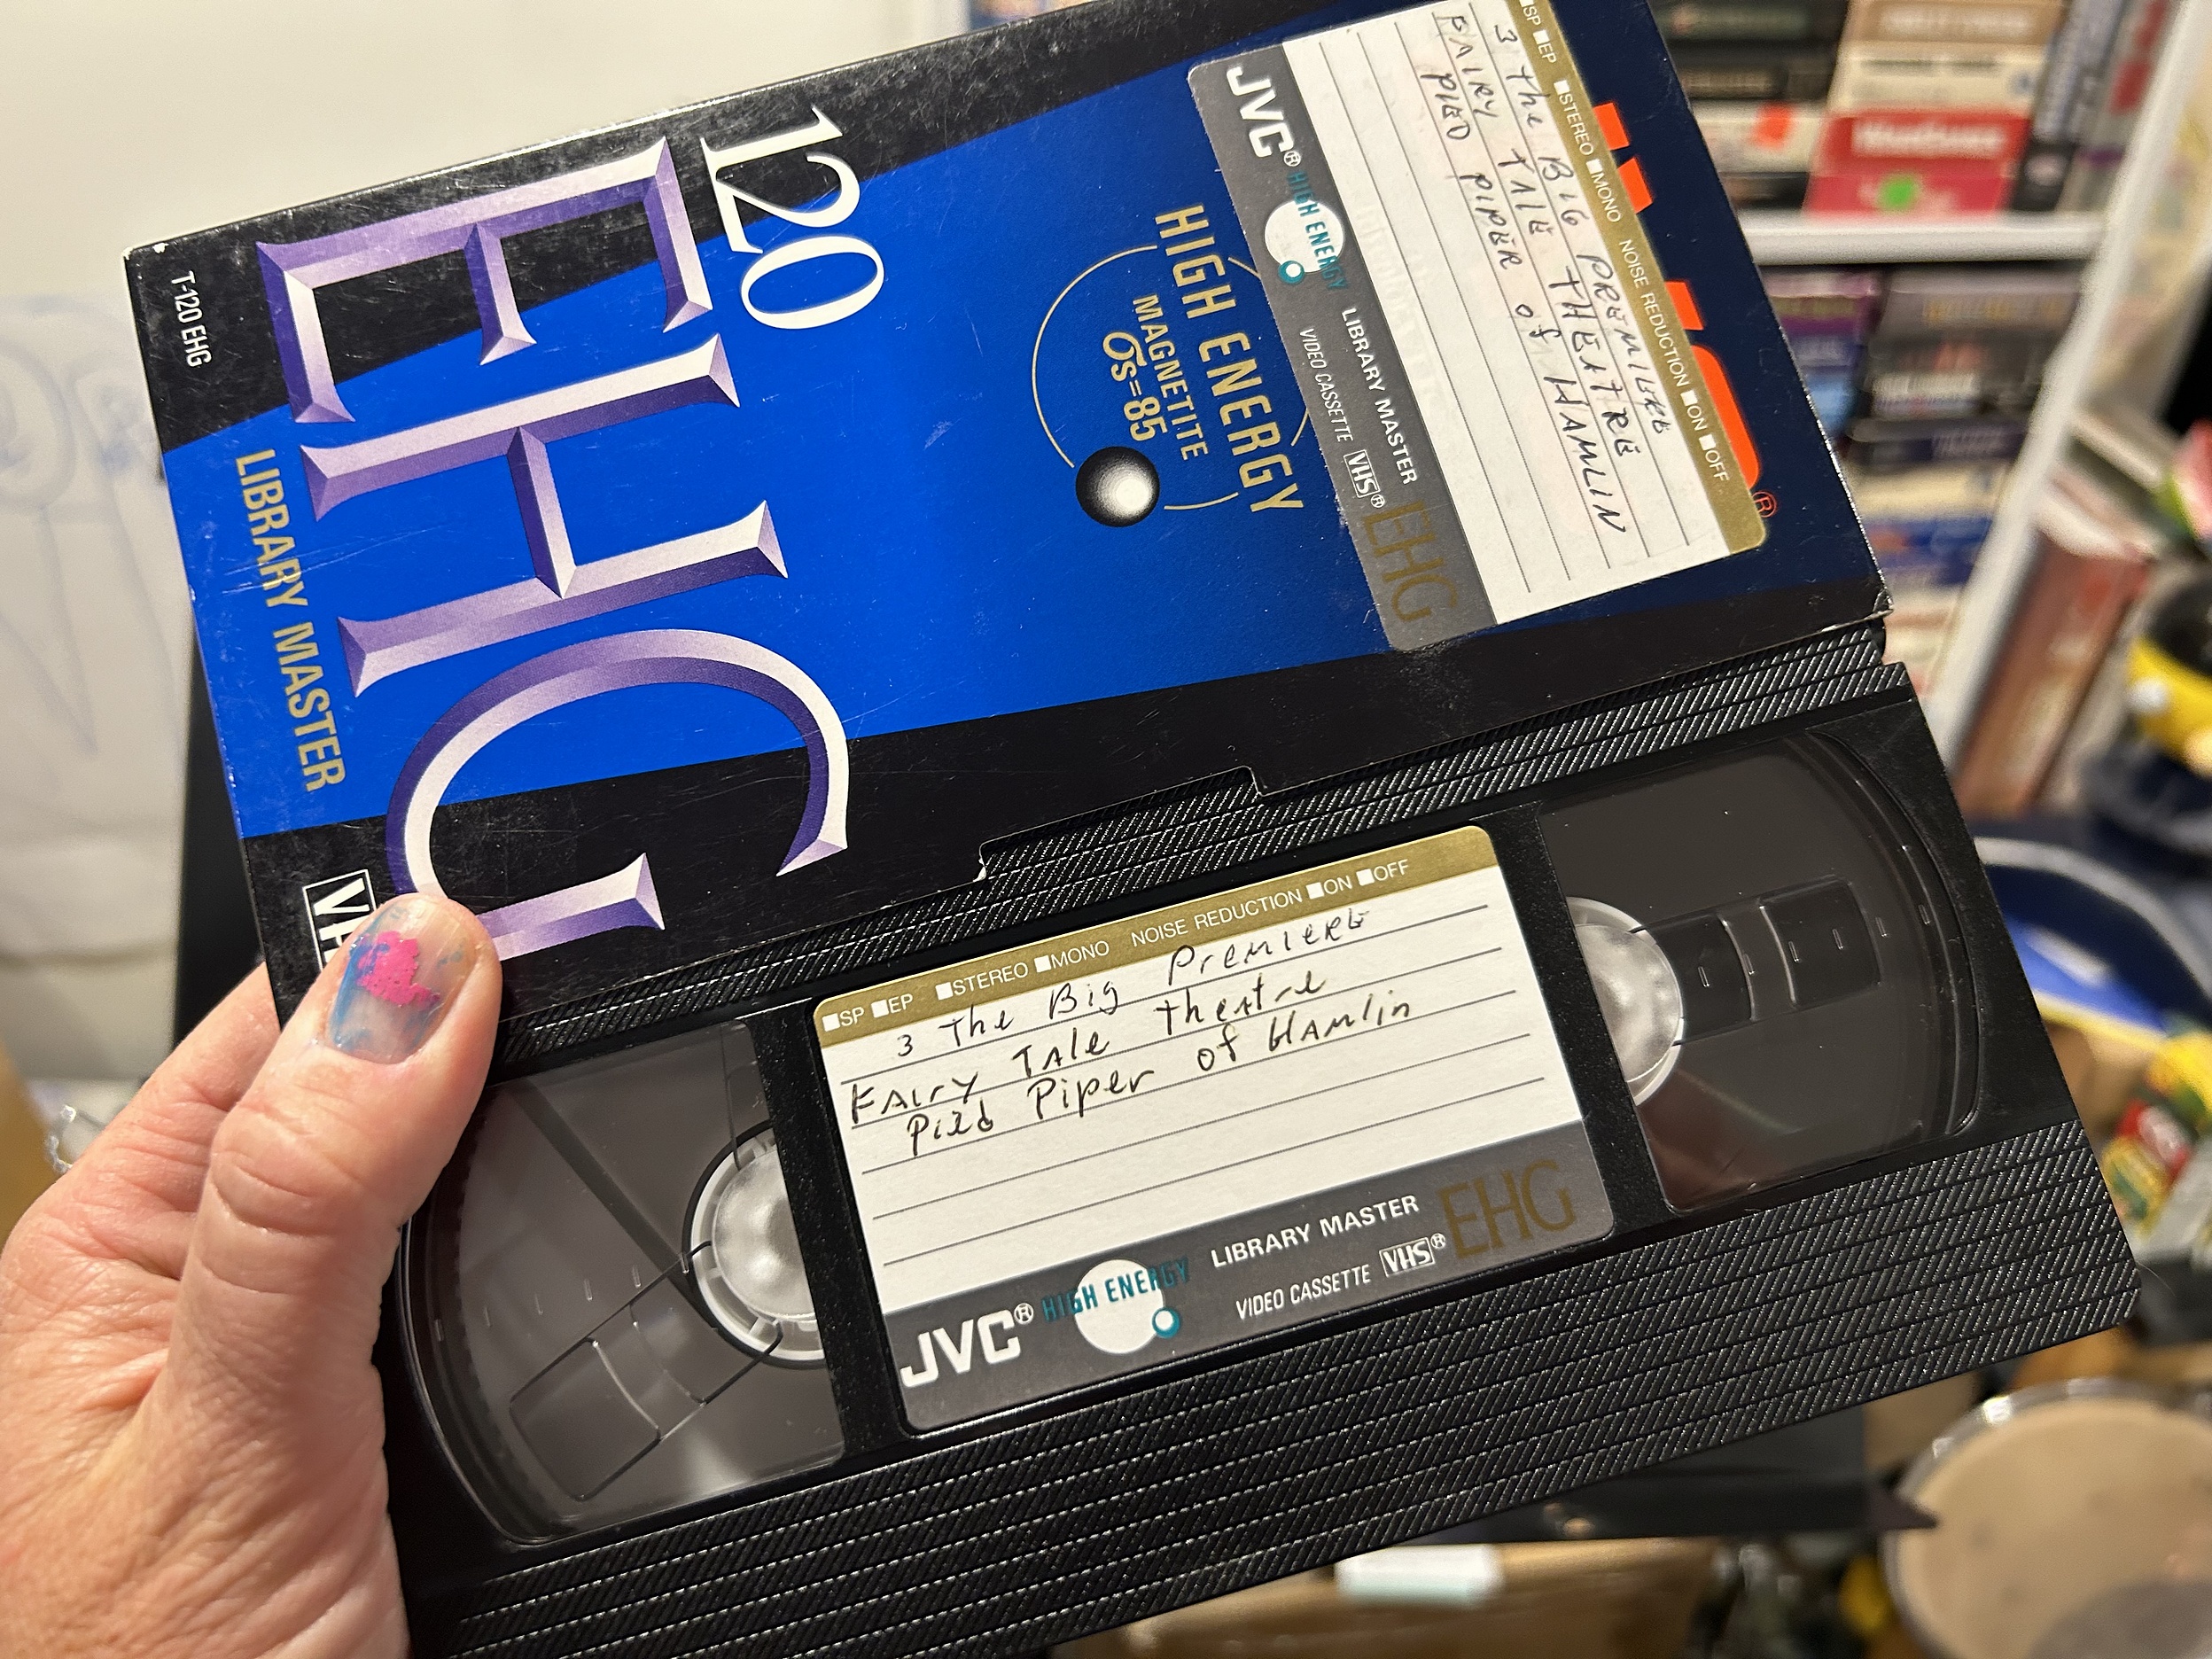 ■SP ■EP ■STEREO ■MONO NOISE REDUCTION ■ON ■OFF
3 The BIG PREMIERE
FAIRY TALE THEATRE
PIED PIPER of HAMLIN
JVC® HIGH ENERGY
LIBRARY MASTER
VIDEO CASSETTE VHS® EHG
HIGH ENERGY
MAGNETITE
σs=85
120
EHG
LIBRARY MASTER
T-120 EHG
■SP ■EP ■STEREO ■MONO NOISE REDUCTION ■ON ■OFF
3 The Big Premiere
Fairy Tale Theatre
Pied Piper of Hamlin
JVC® HIGH ENERGY
LIBRARY MASTER
VIDEO CASSETTE VHS® EHG